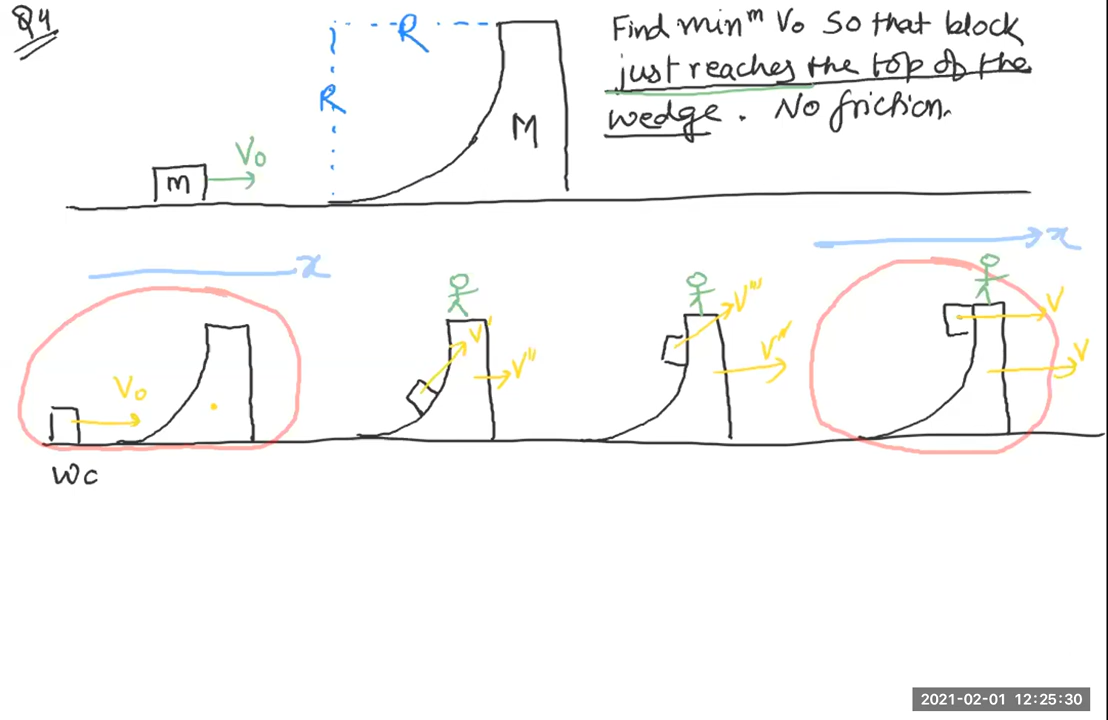 Q4
R
R
M
m
V₀
Find minᵐ V₀ So that block
just reaches the top of the
wedge. No friction.
x
x
V₀
V'
V"
V'''
V'''
V
V
WC
2021-02-01 12:25:30